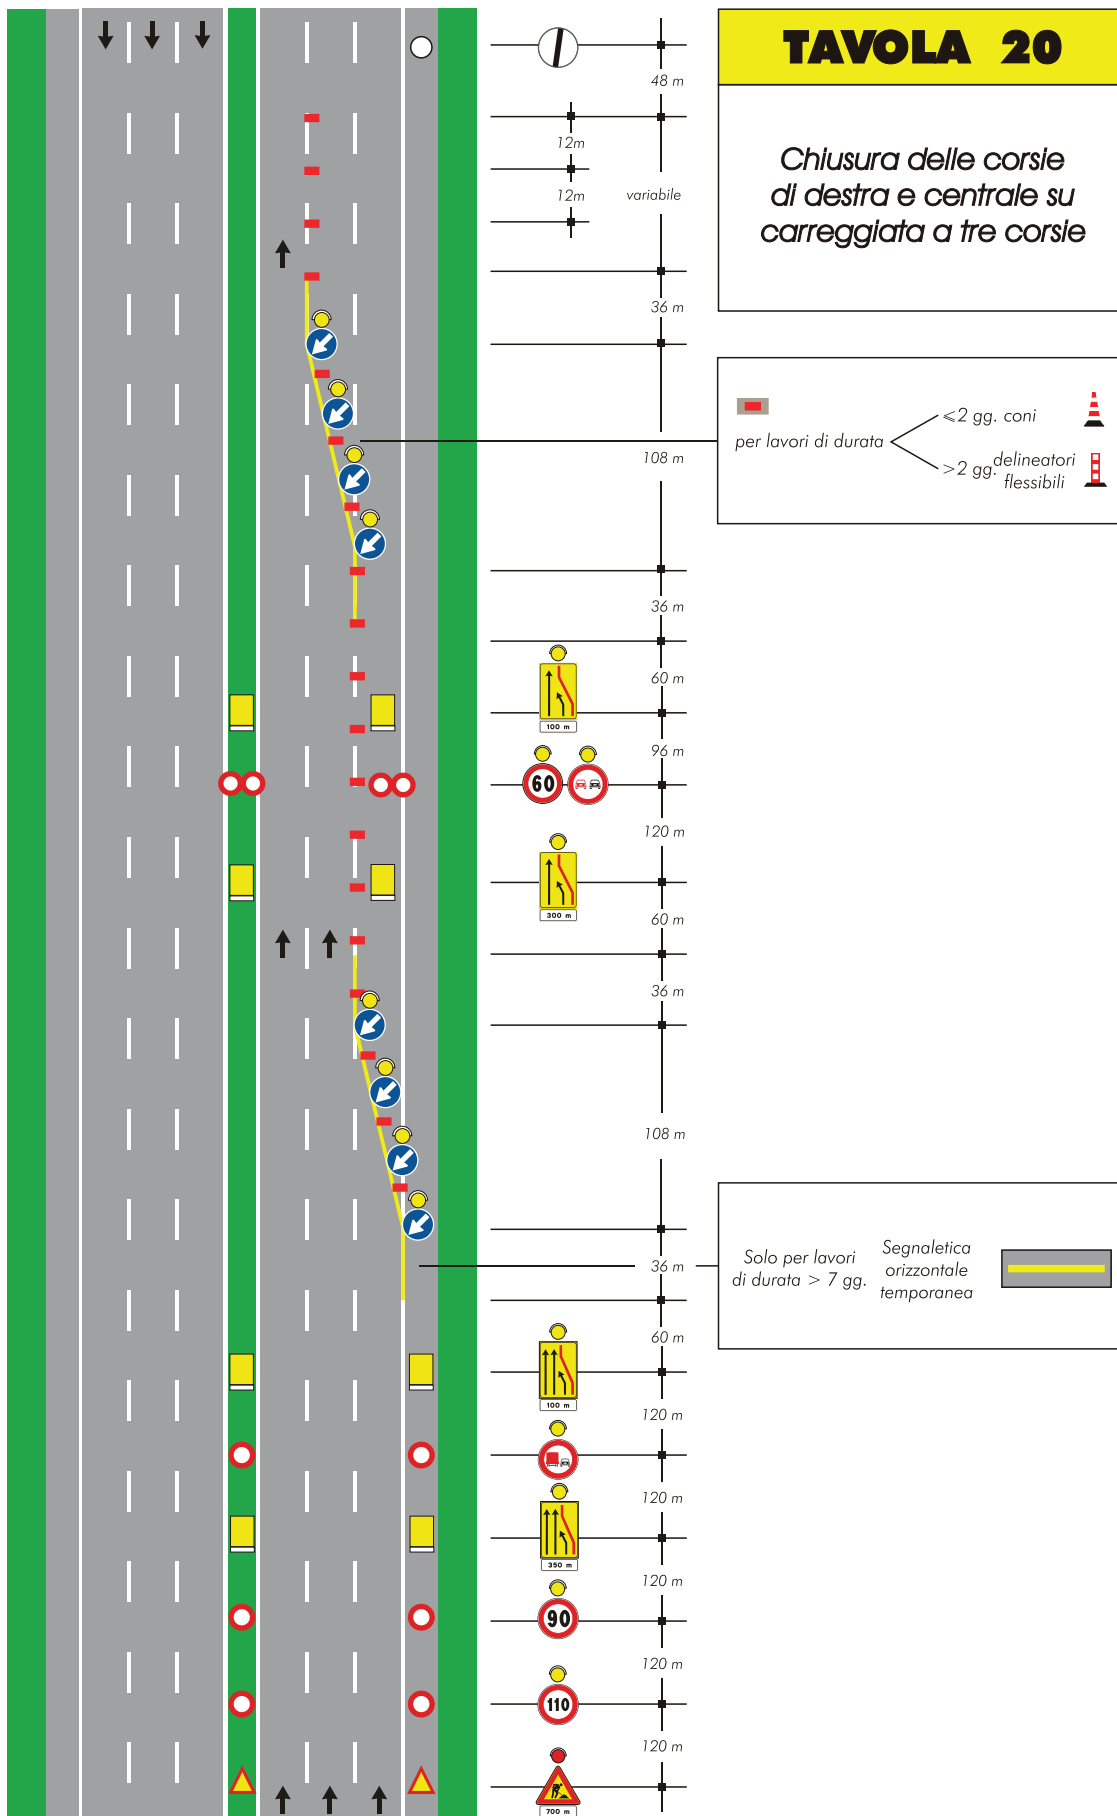 TAVOLA 20
Chiusura delle corsie
di destra e centrale su
carreggiata a tre corsie
48 m
12m
12m
variabile
36 m
108 m
per lavori di durata
⩽2 gg. coni
>2 gg. delineatori
flessibili
36 m
60 m
100 m
96 m
60
120 m
300 m
60 m
36 m
108 m
36 m
Solo per lavori
di durata > 7 gg.
Segnaletica
orizzontale
temporanea
60 m
100 m
120 m
120 m
350 m
120 m
90
120 m
110
120 m
700 m